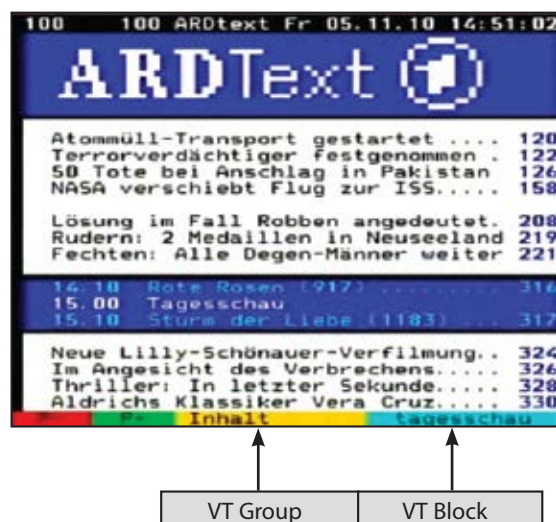 100 100 ARDtext Fr 05.11.10 14:51:02
ARDText 1
Atommüll-Transport gestartet .... 120
Terrorverdächtiger festgenommen . 122
50 Tote bei Anschlag in Pakistan 126
NASA verschiebt Flug zur ISS..... 158
Lösung im Fall Robben angedeutet. 208
Rudern: 2 Medaillen in Neuseeland 219
Fechten: Alle Degen-Männer weiter 221
14.10 Rote Rosen (917) .......... 316
15.00 Tagesschau
15.10 Sturm der Liebe (1183) ... 317
Neue Lilly-Schönauer-Verfilmung.. 324
Im Angesicht des Verbrechens..... 326
Thriller: In letzter Sekunde..... 328
Aldrichs Klassiker Vera Cruz..... 330
P+ Inhalt tagesschau
VT Group VT Block